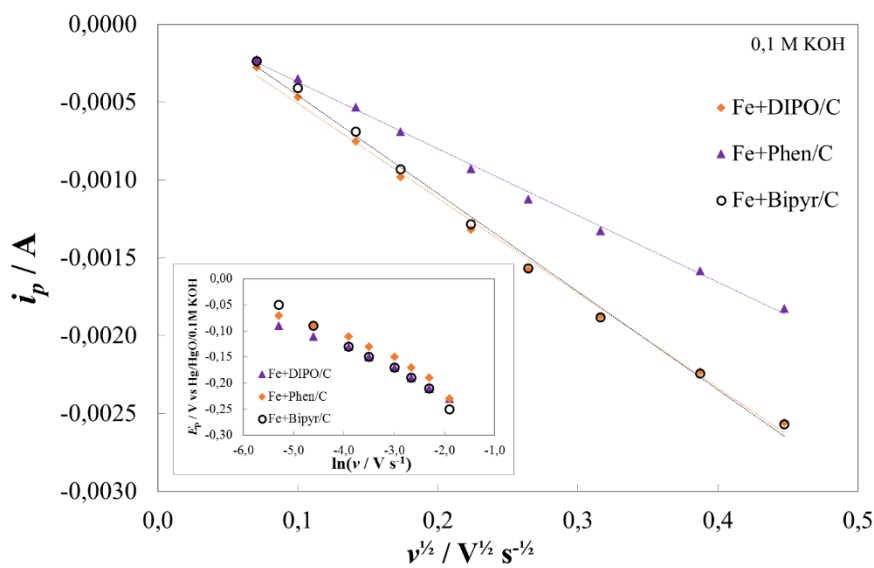 0,0000
-0,0005
-0,0010
-0,0015
-0,0020
-0,0025
-0,0030
i_p / A
0,1 M KOH
Fe+DIPO/C
Fe+Phen/C
Fe+Bipyr/C
0,00
-0,05
-0,10
-0,15
-0,20
-0,25
-0,30
E_p / V vs Hg/HgO/0.1M KOH
Fe+DIPO/C
Fe+Phen/C
Fe+Bipyr/C
-6,0 -5,0 -4,0 -3,0 -2,0 -1,0
ln(v / V s⁻¹)
0,0 0,1 0,2 0,3 0,4 0,5
v^½ / V^½ s^-½